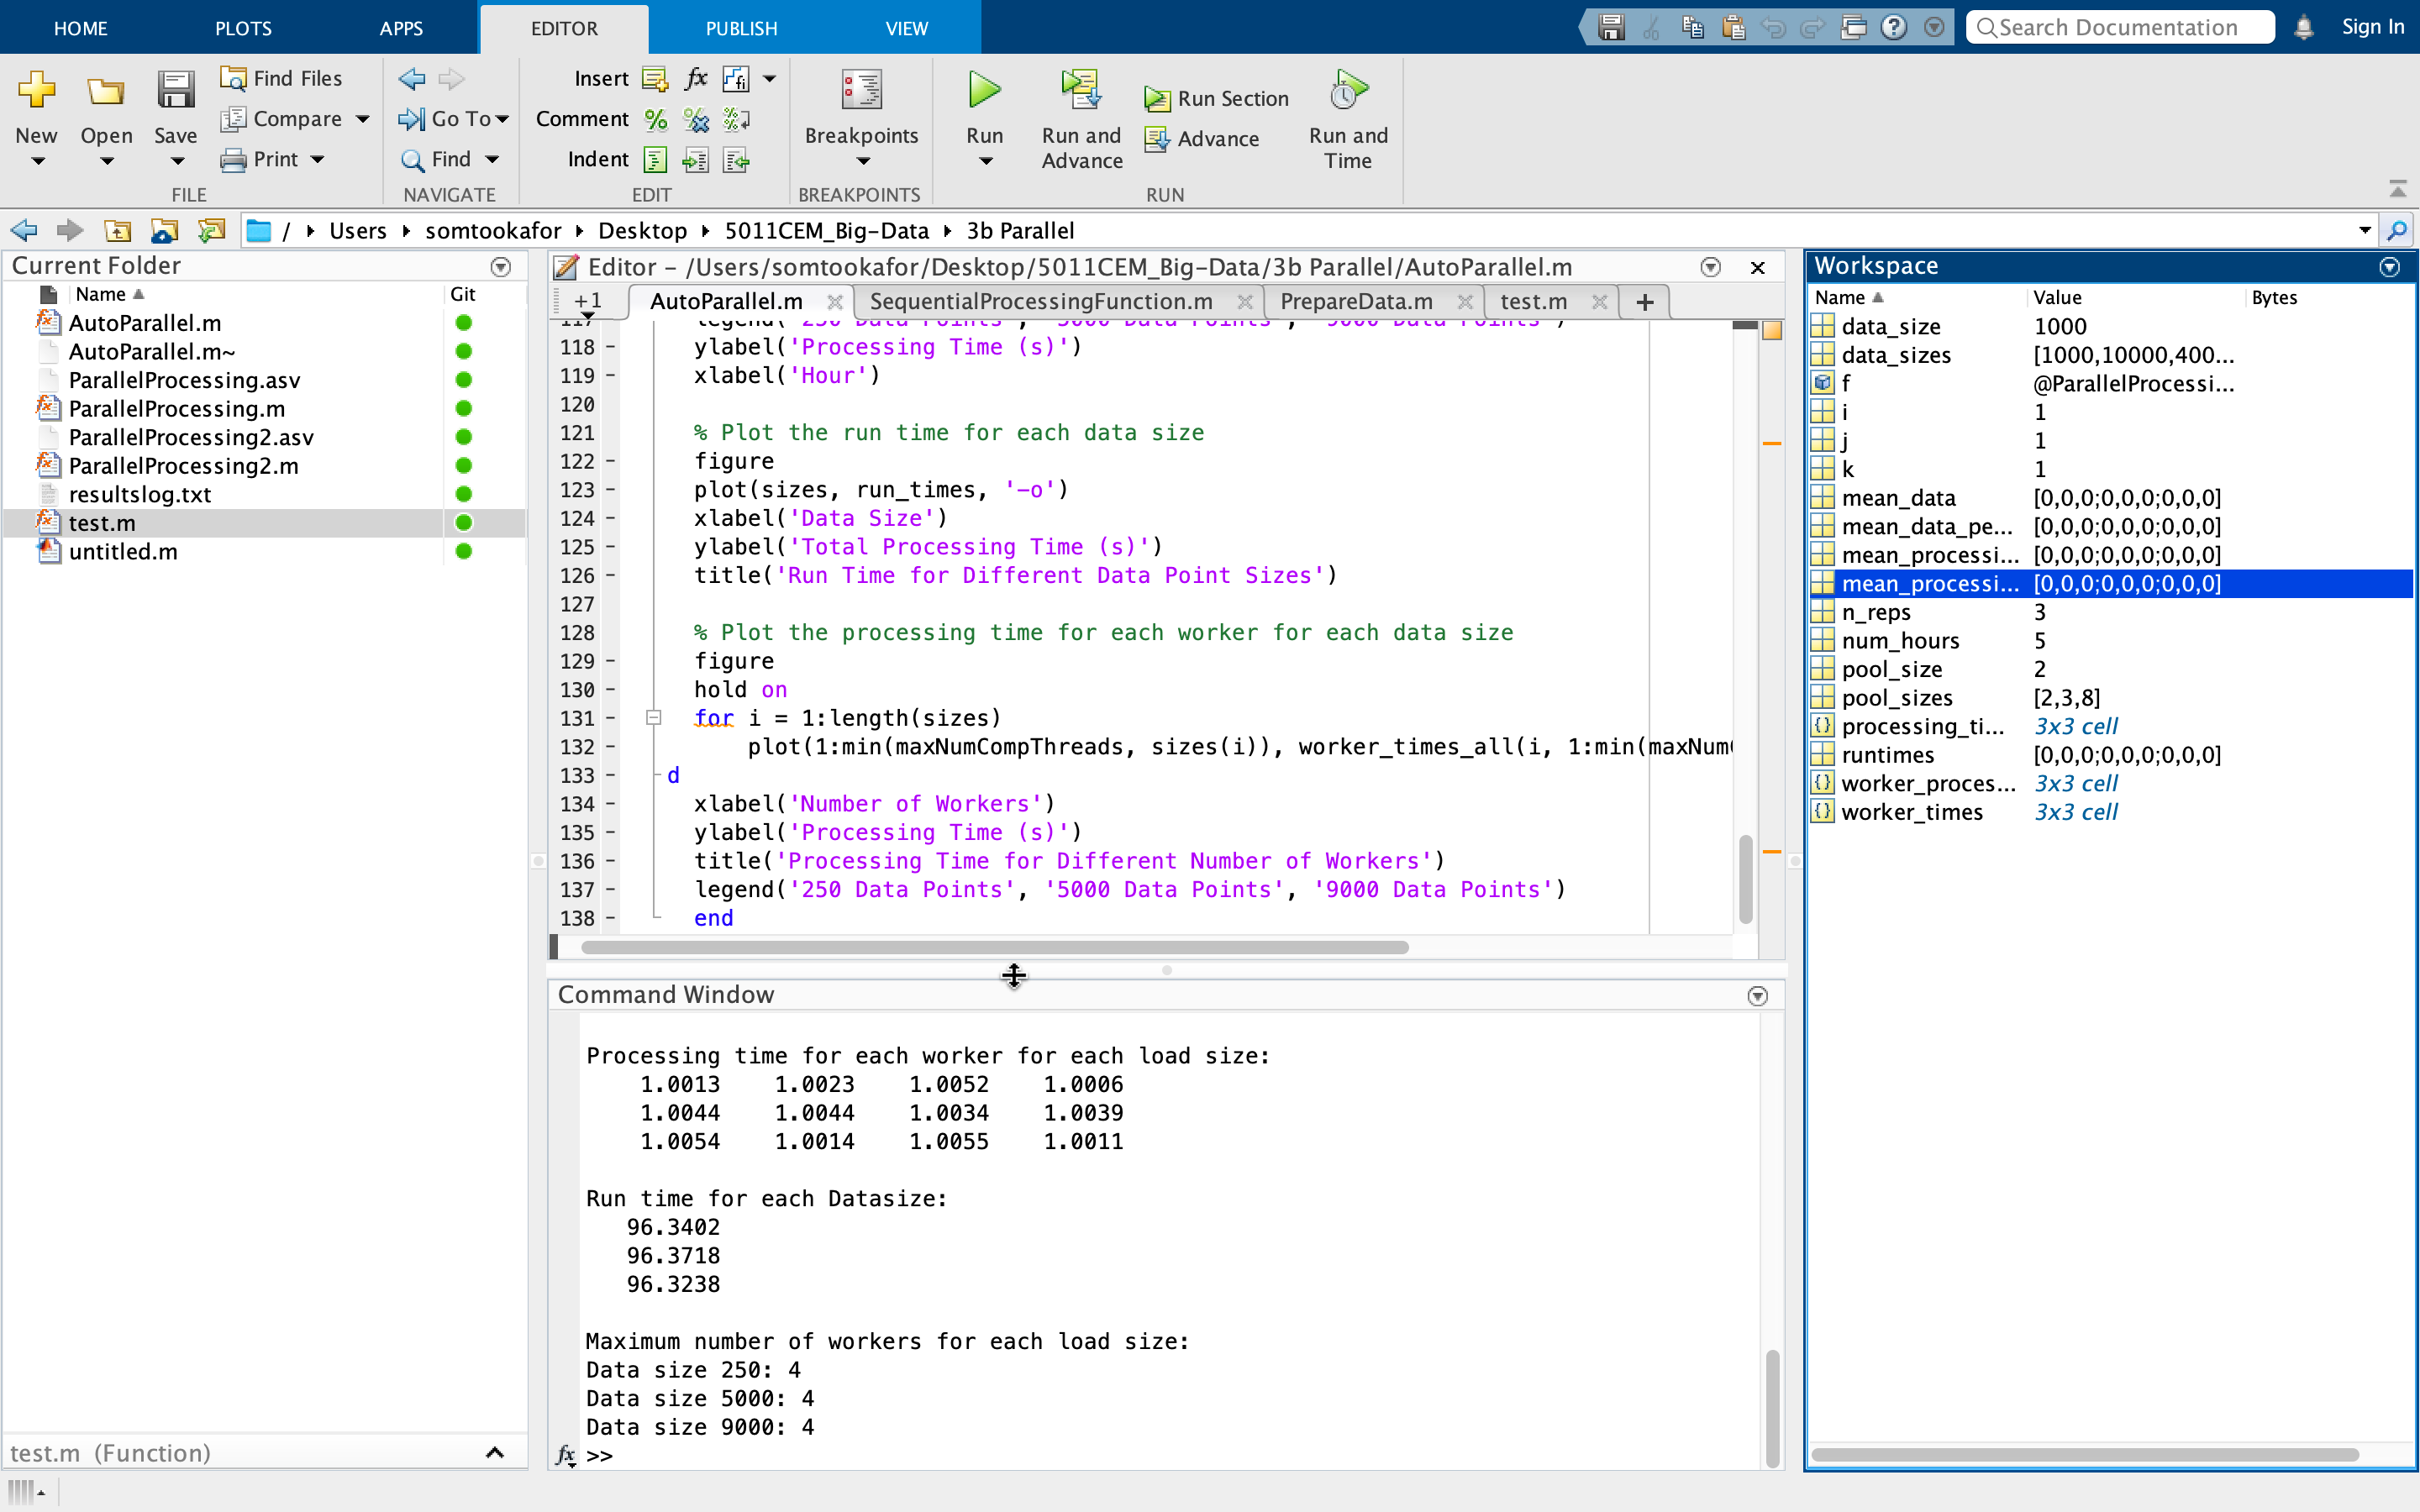 HOME PLOTS APPS EDITOR PUBLISH VIEW Search Documentation Sign In
New Open Save Find Files Compare Print
FILE
Go To Find
NAVIGATE
Insert fx fi
Comment % %
Indent
EDIT
Breakpoints
BREAKPOINTS
Run Run and Advance Run Section Advance Run and Time
RUN
/ Users somtookafor Desktop 5011CEM_Big-Data 3b Parallel
Current Folder
Name Git
AutoParallel.m
AutoParallel.m~
ParallelProcessing.asv
ParallelProcessing.m
ParallelProcessing2.asv
ParallelProcessing2.m
resultslog.txt
test.m
untitled.m
test.m (Function)
Editor - /Users/somtookafor/Desktop/5011CEM_Big-Data/3b Parallel/AutoParallel.m
+1 AutoParallel.m SequentialProcessingFunction.m PrepareData.m test.m +
117 legend('250 Data Points', '5000 Data Points', '9000 Data Points')
118 - ylabel('Processing Time (s)')
119 - xlabel('Hour')
120
121 % Plot the run time for each data size
122 - figure
123 - plot(sizes, run_times, '-o')
124 - xlabel('Data Size')
125 - ylabel('Total Processing Time (s)')
126 - title('Run Time for Different Data Point Sizes')
127
128 % Plot the processing time for each worker for each data size
129 - figure
130 - hold on
131 - for i = 1:length(sizes)
132 - plot(1:min(maxNumCompThreads, sizes(i)), worker_times_all(i, 1:min(maxNum
133 - d
134 - xlabel('Number of Workers')
135 - ylabel('Processing Time (s)')
136 - title('Processing Time for Different Number of Workers')
137 - legend('250 Data Points', '5000 Data Points', '9000 Data Points')
138 - end
Command Window
Processing time for each worker for each load size:
1.0013 1.0023 1.0052 1.0006
1.0044 1.0044 1.0034 1.0039
1.0054 1.0014 1.0055 1.0011
Run time for each Datasize:
96.3402
96.3718
96.3238
Maximum number of workers for each load size:
Data size 250: 4
Data size 5000: 4
Data size 9000: 4
fx >>
Workspace
Name Value Bytes
data_size 1000
data_sizes [1000,10000,400...
f @ParallelProcessi...
i 1
j 1
k 1
mean_data [0,0,0;0,0,0;0,0,0]
mean_data_pe... [0,0,0;0,0,0;0,0,0]
mean_processi... [0,0,0;0,0,0;0,0,0]
mean_processi... [0,0,0;0,0,0;0,0,0]
n_reps 3
num_hours 5
pool_size 2
pool_sizes [2,3,8]
processing_ti... 3x3 cell
runtimes [0,0,0;0,0,0;0,0,0]
worker_proces... 3x3 cell
worker_times 3x3 cell